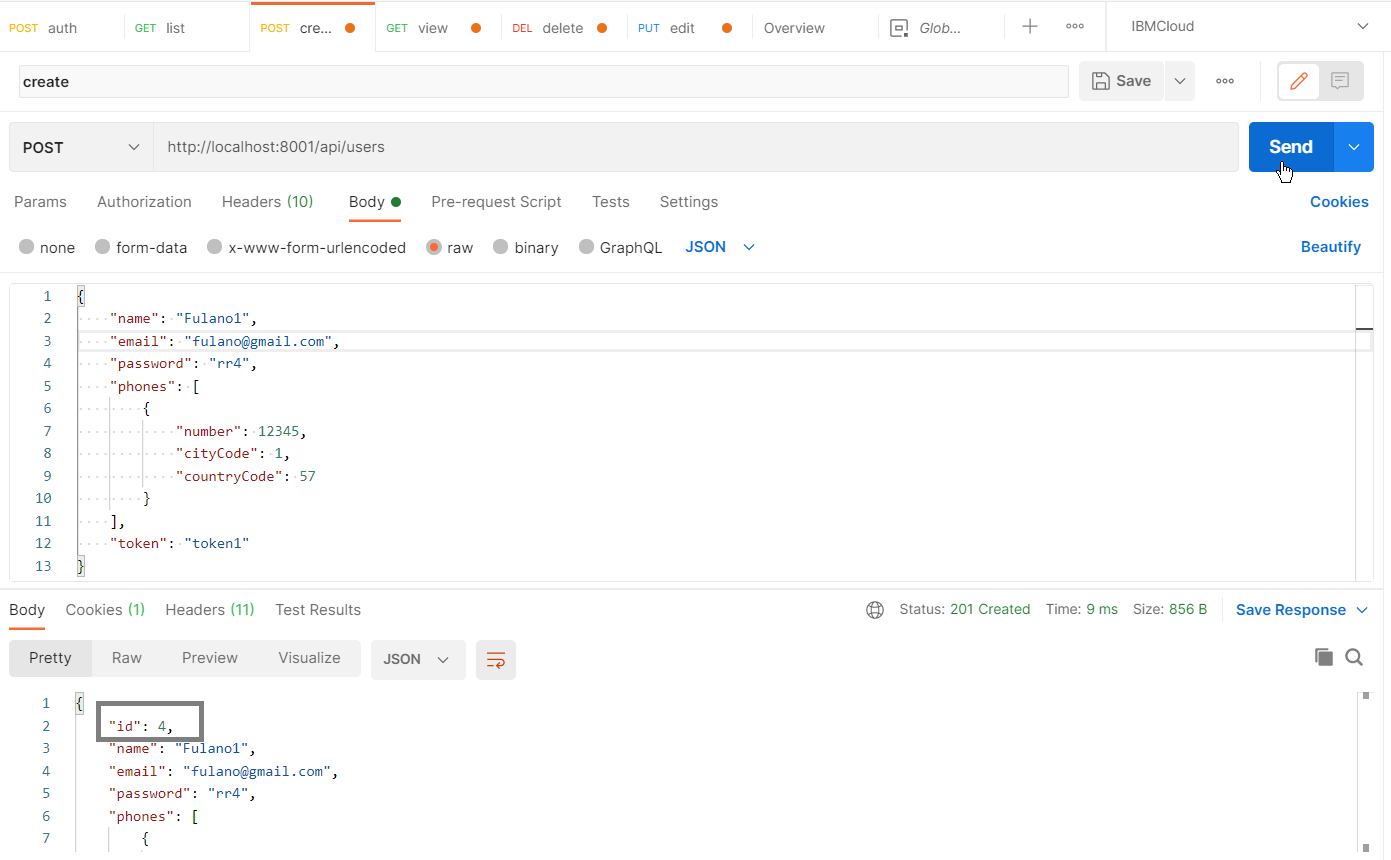 POST auth GET list POST cre... GET view DEL delete PUT edit Overview Glob... IBMCloud
create Save
POST http://localhost:8001/api/users Send
Params Authorization Headers (10) Body Pre-request Script Tests Settings Cookies
none form-data x-www-form-urlencoded raw binary GraphQL JSON Beautify
1 {
2 "name": "Fulano1",
3 "email": "fulano@gmail.com",
4 "password": "rr4",
5 "phones": [
6 {
7 "number": 12345,
8 "cityCode": 1,
9 "countryCode": 57
10 }
11 ],
12 "token": "token1"
13 }
Body Cookies (1) Headers (11) Test Results Status: 201 Created Time: 9 ms Size: 856 B Save Response
Pretty Raw Preview Visualize JSON
1 {
2 "id": 4,
3 "name": "Fulano1",
4 "email": "fulano@gmail.com",
5 "password": "rr4",
6 "phones": [
7 {